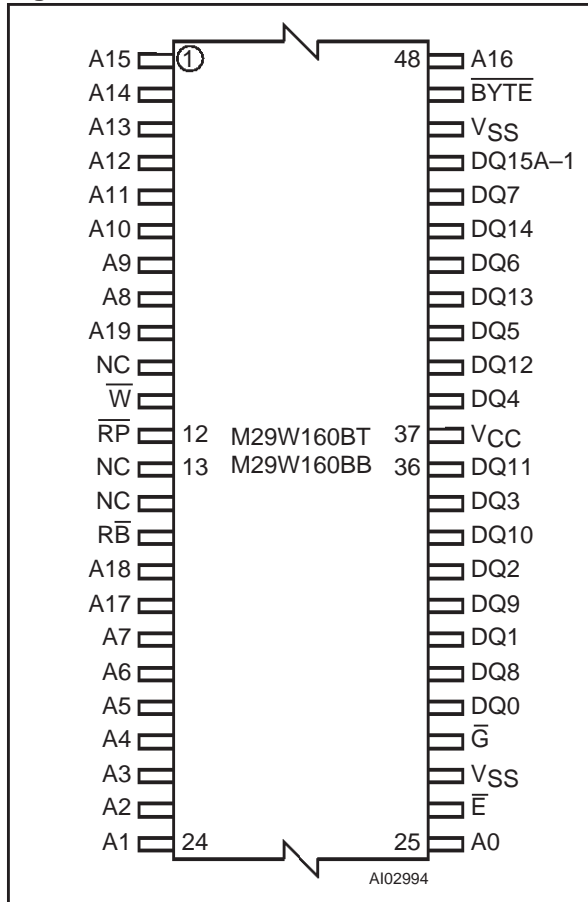 A15 ① 48 A16
A14 B̅Y̅T̅E̅
A13 VSS
A12 DQ15A–1
A11 DQ7
A10 DQ14
A9 DQ6
A8 DQ13
A19 DQ5
NC DQ12
W̅ DQ4
R̅P̅ 12 M29W160BT 37 VCC
NC 13 M29W160BB 36 DQ11
NC DQ3
RB̅ DQ10
A18 DQ2
A17 DQ9
A7 DQ1
A6 DQ8
A5 DQ0
A4 G̅
A3 VSS
A2 E̅
A1 24 25 A0
AI02994